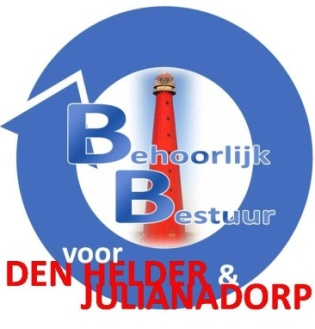 Behoorlijk
Bestuur
voor
DEN HELDER &
JULIANADORP